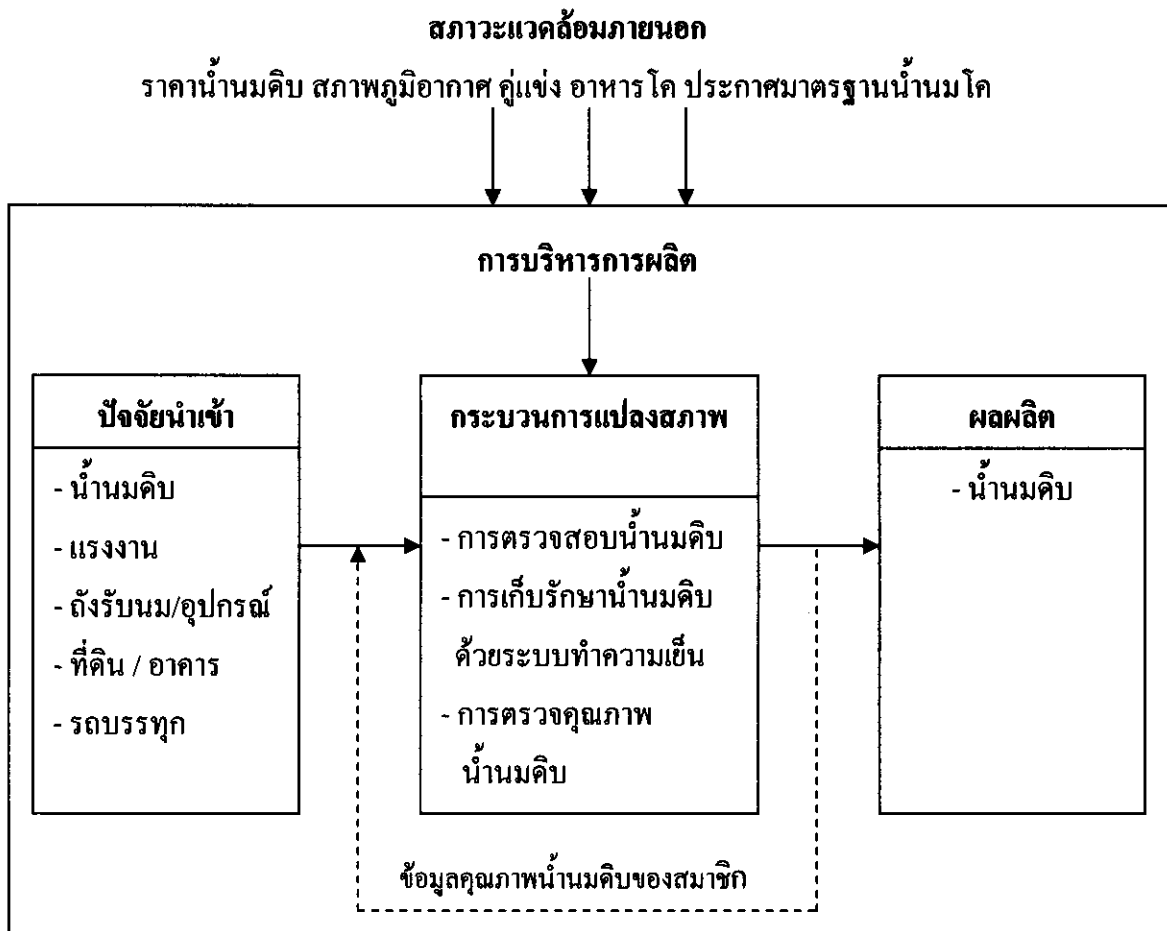 สภาวะแวดล้อมภายนอก
ราคาน้ำนมดิบ สภาพภูมิอากาศ คู่แข่ง อาหารโค ประกาศมาตรฐานน้ำนมโค
การบริหารการผลิต
ปัจจัยนำเข้า
- น้ำนมดิบ
- แรงงาน
- ถังรับนม/อุปกรณ์
- ที่ดิน / อาคาร
- รถบรรทุก
กระบวนการแปลงสภาพ
- การตรวจสอบน้ำนมดิบ
- การเก็บรักษาน้ำนมดิบ
ด้วยระบบทำความเย็น
- การตรวจคุณภาพ
น้ำนมดิบ
ผลผลิต
- น้ำนมดิบ
ข้อมูลคุณภาพน้ำนมดิบของสมาชิก